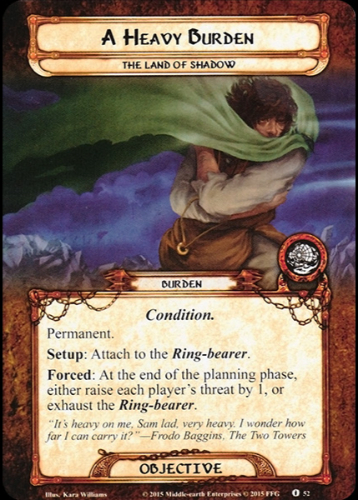 A Heavy Burden
The Land of Shadow
Burden
Condition.
Permanent.
Setup: Attach to the Ring-bearer.
Forced: At the end of the planning phase,
either raise each player's threat by 1, or
exhaust the Ring-bearer.
"It's heavy on me, Sam lad, very heavy. I wonder how
far I can carry it?"—Frodo Baggins, The Two Towers
Objective
Illus. Kara Williams
© 2015 Middle-earth Enterprises © 2015 FFG
52